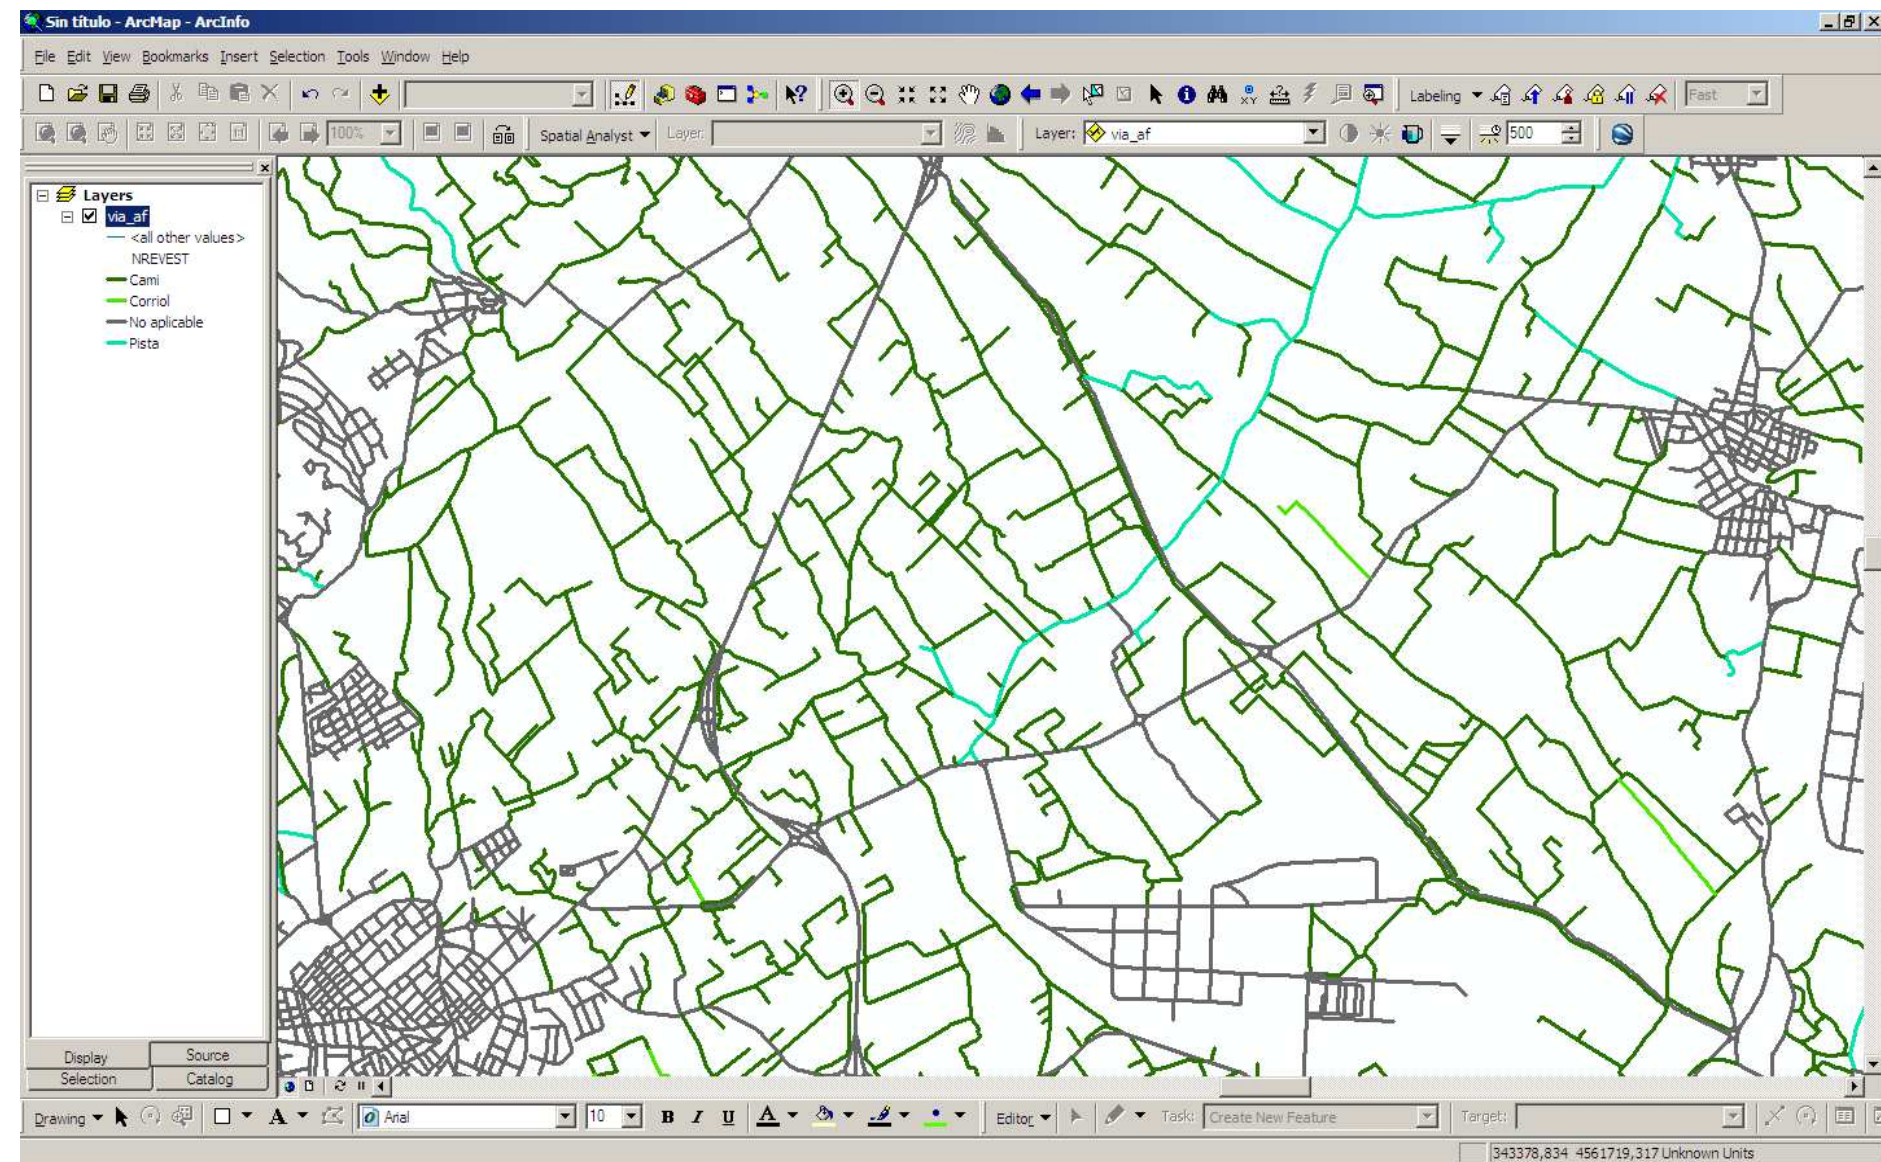 Sin título - ArcMap - ArcInfo
File Edit View Bookmarks Insert Selection Tools Window Help
Labeling Fast
100% Spatial Analyst Layer: Layer: via_af 500
Layers
via_af
<all other values>
NREVEST
Cami
Corriol
No aplicable
Pista
Display Source
Selection Catalog
Drawing A Arial 10 B I U A Editor Task: Create New Feature Target:
343378,834 4561719,317 Unknown Units